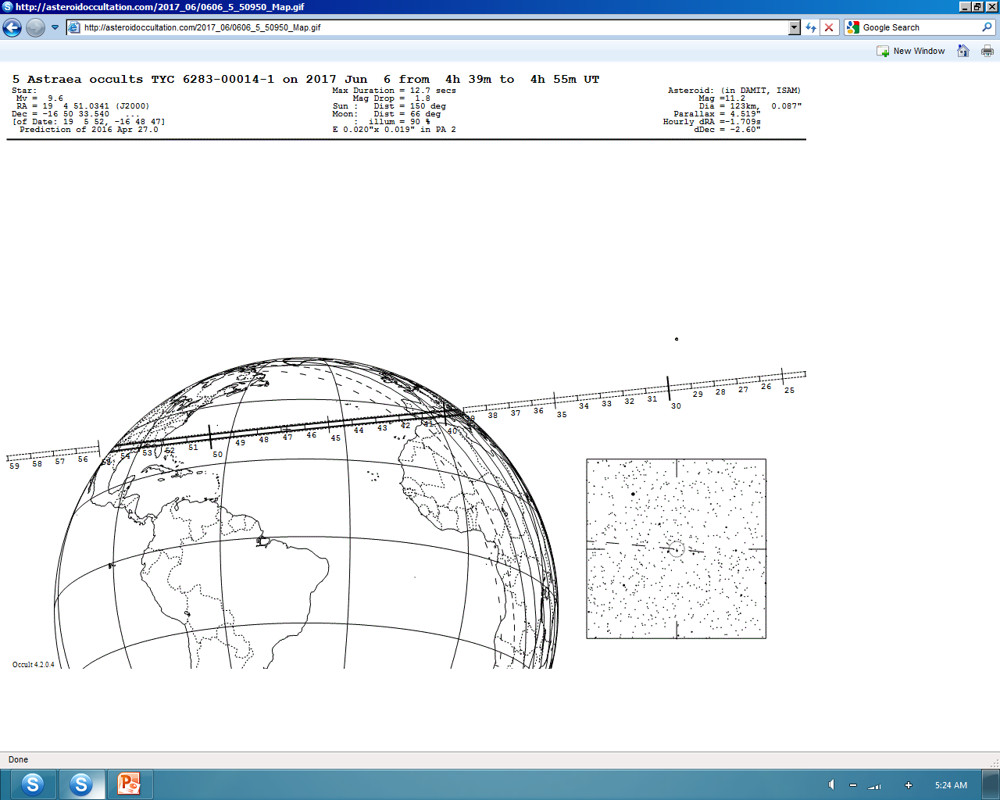 http://asteroidoccultation.com/2017_06/0606_5_50950_Map.gif
http://asteroidoccultation.com/2017_06/0606_5_50950_Map.gif
Google Search
New Window
5 Astraea occults TYC 6283-00014-1 on 2017 Jun 6 from 4h 39m to 4h 55m UT
Star:
Mv = 9.6
RA = 19 4 51.0341 (J2000)
Dec = -16 50 33.540 ...
[of Date: 19 5 52, -16 48 47]
Prediction of 2016 Apr 27.0
Max Duration = 12.7 secs
Mag Drop = 1.8
Sun : Dist = 150 deg
Moon: Dist = 66 deg
: illum = 90 %
E 0.020"x 0.019" in PA 2
Asteroid: (in DAMIT, ISAM)
Mag =11.2
Dia = 123km, 0.087"
Parallax = 4.519"
Hourly dRA =-1.709s
dDec = -2.60"
59 58 57 56 55 54 53 52 51 50 49 48 47 46 45 44 43 42 41 40 39 38 37 36 35 34 33 32 31 30 29 28 27 26 25
Occult 4.2.0.4
Done
5:24 AM